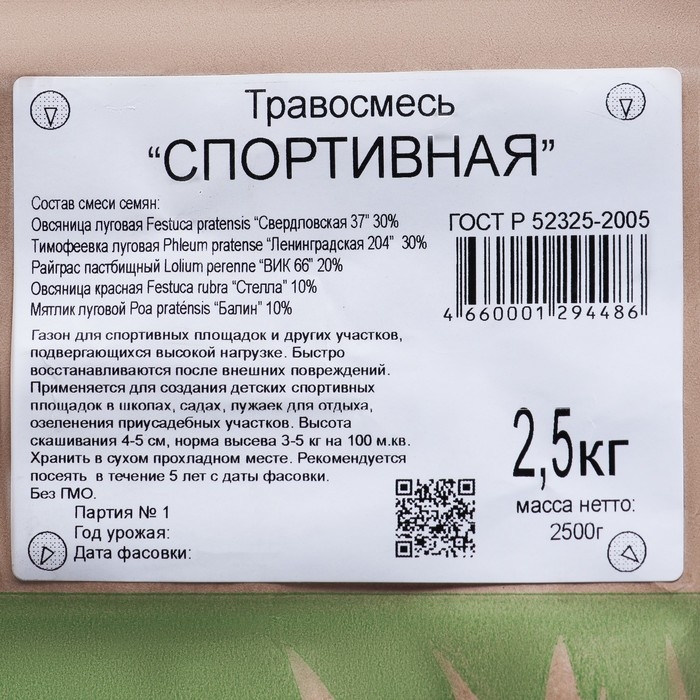 Травосмесь
“СПОРТИВНАЯ”
Состав смеси семян:
Овсяница луговая Festuca pratensis “Свердловская 37” 30%
Тимофеевка луговая Phleum pratense “Ленинградская 204” 30%
Райграс пастбищный Lolium perenne “ВИК 66” 20%
Овсяница красная Festuca rubra “Стелла” 10%
Мятлик луговой Poa praténsis “Балин” 10%
ГОСТ Р 52325-2005
4 660001 294486
Газон для спортивных площадок и других участков,
подвергающихся высокой нагрузке. Быстро
восстанавливаются после внешних повреждений.
Применяется для создания детских спортивных
площадок в школах, садах, лужаек для отдыха,
озеленения приусадебных участков. Высота
скашивания 4-5 см, норма высева 3-5 кг на 100 м.кв.
Хранить в сухом прохладном месте. Рекомендуется
посеять в течение 5 лет с даты фасовки.
Без ГМО.
Партия № 1
Год урожая:
Дата фасовки:
2,5кг
масса нетто:
2500г